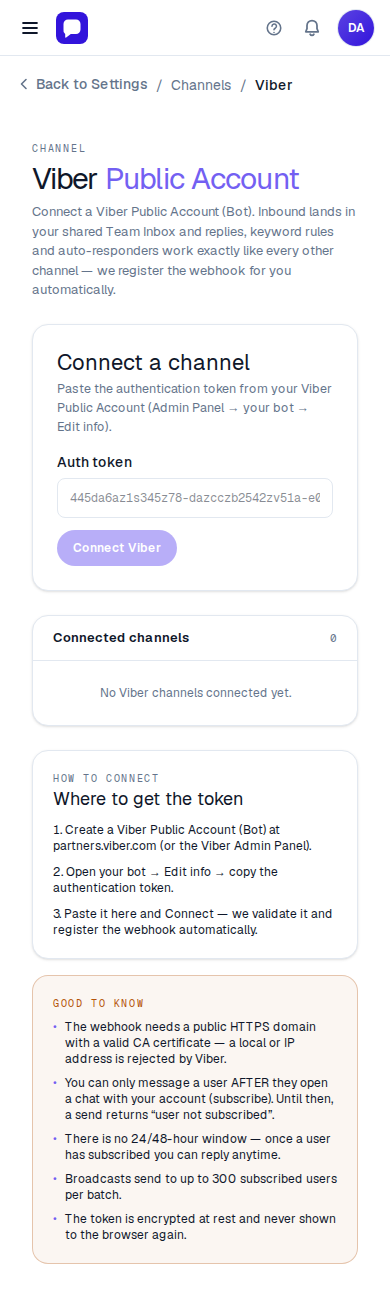 DA
Back to Settings / Channels / Viber
CHANNEL
Viber Public Account
Connect a Viber Public Account (Bot). Inbound lands in
your shared Team Inbox and replies, keyword rules
and auto-responders work exactly like every other
channel — we register the webhook for you
automatically.
Connect a channel
Paste the authentication token from your Viber
Public Account (Admin Panel → your bot →
Edit info).
Auth token
445da6az1s345z78-dazcczb2542zv51a-e0
Connect Viber
Connected channels 0
No Viber channels connected yet.
HOW TO CONNECT
Where to get the token
1. Create a Viber Public Account (Bot) at
partners.viber.com (or the Viber Admin Panel).
2. Open your bot → Edit info → copy the
authentication token.
3. Paste it here and Connect — we validate it and
register the webhook automatically.
GOOD TO KNOW
• The webhook needs a public HTTPS domain
with a valid CA certificate — a local or IP
address is rejected by Viber.
• You can only message a user AFTER they open
a chat with your account (subscribe). Until then,
a send returns “user not subscribed”.
• There is no 24/48-hour window — once a user
has subscribed you can reply anytime.
• Broadcasts send to up to 300 subscribed users
per batch.
• The token is encrypted at rest and never shown
to the browser again.